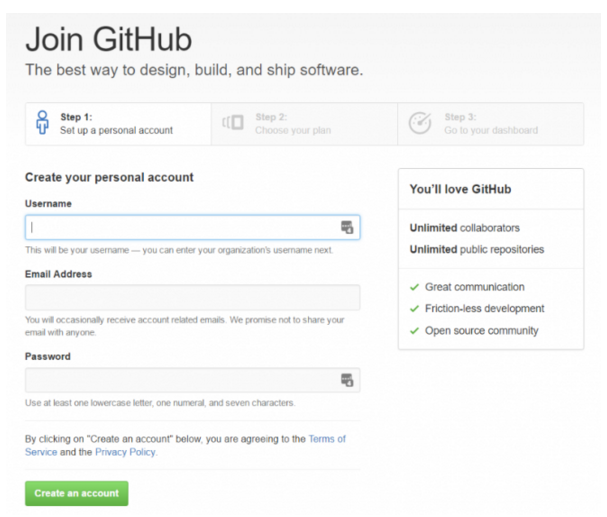 Join GitHub
The best way to design, build, and ship software.
Step 1:
Set up a personal account
Step 2:
Choose your plan
Step 3:
Go to your dashboard
Create your personal account
Username
This will be your username — you can enter your organization's username next.
Email Address
You will occasionally receive account related emails. We promise not to share your
email with anyone.
Password
Use at least one lowercase letter, one numeral, and seven characters.
By clicking on "Create an account" below, you are agreeing to the Terms of
Service and the Privacy Policy.
Create an account
You'll love GitHub
Unlimited collaborators
Unlimited public repositories
Great communication
Friction-less development
Open source community